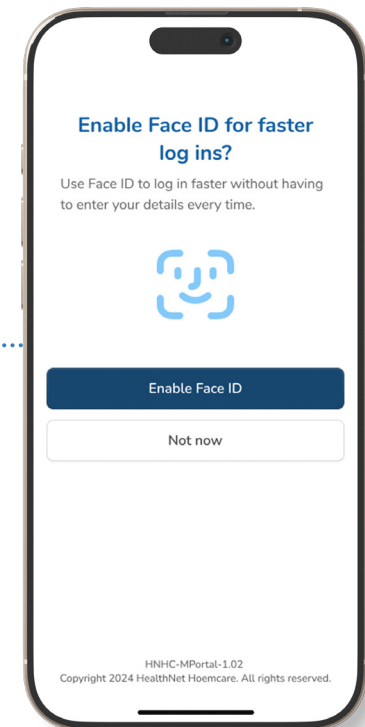 Enable Face ID for faster
log ins?
Use Face ID to log in faster without having
to enter your details every time.
Enable Face ID
Not now
HNHC-MPortal-1.02
Copyright 2024 HealthNet Hoemcare. All rights reserved.